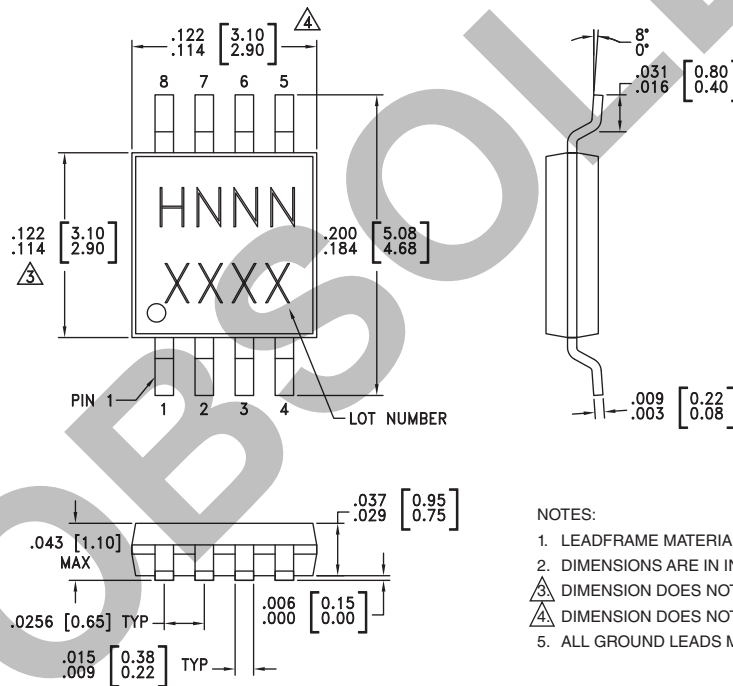 .122 [3.10]
.114 [2.90]
4
8 7 6 5
HNNN
XXXX
.122 [3.10]
.114 [2.90]
3
.200 [5.08]
.184 [4.68]
PIN 1
1 2 3 4
LOT NUMBER
8°
0°
.031 [0.80]
.016 [0.40]
.009 [0.22]
.003 [0.08]
.037 [0.95]
.029 [0.75]
.043 [1.10]
MAX
.0256 [0.65] TYP
.006 [0.15]
.000 [0.00]
.015 [0.38]
.009 [0.22]
TYP
NOTES:
1. LEADFRAME MATERIA
2. DIMENSIONS ARE IN IN
3. DIMENSION DOES NOT
4. DIMENSION DOES NOT
5. ALL GROUND LEADS M
OBSOLE